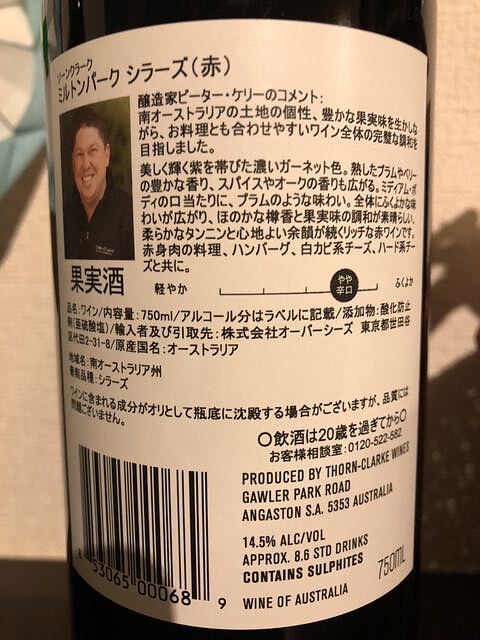 ソーンクラーク
ミルトンパーク シラーズ(赤)
醸造家ピーター・ケリーのコメント:
南オーストラリアの土地の個性、豊かな果実味を生かしな
がら、お料理とも合わせやすいワイン全体の完璧な調和を
目指しました。
美しく輝く紫を帯びた濃いガーネット色。熟したプラムやベリー
の豊かな香り、スパイスやオークの香りも広がる。ミディアム・ボ
ディの口当たりに、プラムのような味わい。全体にふくよかな味
わいが広がり、ほのかな樽香と果実味の調和が素晴らしい。
柔らかなタンニンと心地よい余韻が続くリッチな赤ワインです。
赤身肉の料理、ハンバーグ、白カビ系チーズ、ハード系チー
ズと共に。
果実酒
軽やか
やや
辛口
ふくよか
品名:ワイン/内容量:750ml/アルコール分はラベルに記載/添加物:酸化防止
剤(亜硫酸塩)/輸入者及び引取先:株式会社オーバーシーズ 東京都世田谷
区代田2-31-8/原産国名:オーストラリア
地域名:南オーストラリア州
葡萄品種:シラーズ
ワインに含まれる成分がオリとして瓶底に沈殿する場合がございますが、品質には
問題ございません。
○飲酒は20歳を過ぎてから○
お客様相談室:0120-522-582
PRODUCED BY THORN-CLARKE WINES
GAWLER PARK ROAD
ANGASTON S.A. 5353 AUSTRALIA
14.5% ALC/VOL
APPROX. 8.6 STD DRINKS
CONTAINS SULPHITES
750mL
53065 00068 9
WINE OF AUSTRALIA